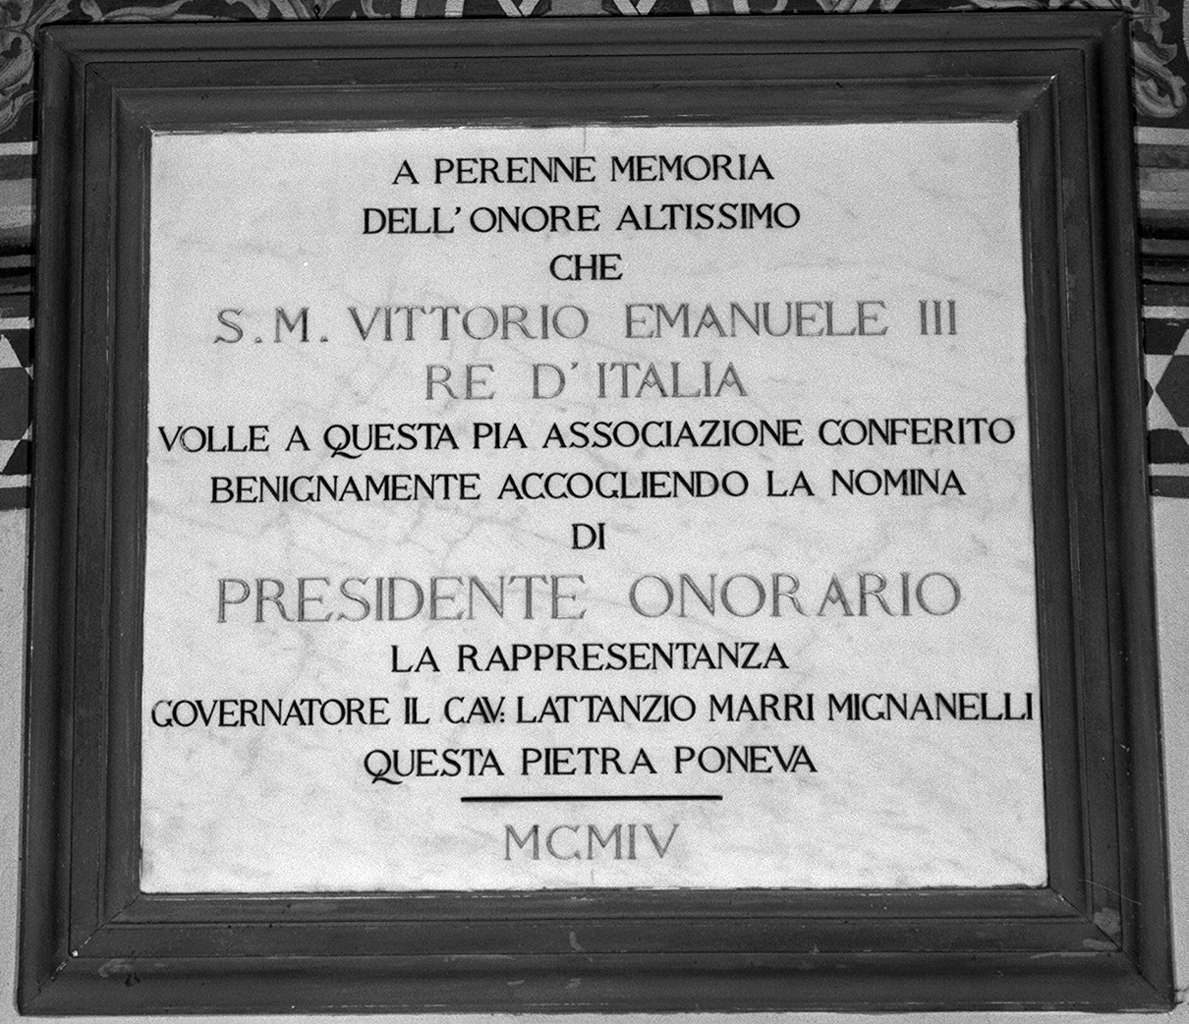 A PERENNE MEMORIA
DELL'ONORE ALTISSIMO
CHE
S.M. VITTORIO EMANUELE III
RE D'ITALIA
VOLLE A QUESTA PIA ASSOCIAZIONE CONFERITO
BENIGNAMENTE ACCOGLIENDO LA NOMINA
DI
PRESIDENTE ONORARIO
LA RAPPRESENTANZA
GOVERNATORE IL CAV: LATTANZIO MARRI MIGNANELLI
QUESTA PIETRA PONEVA
MCMIV